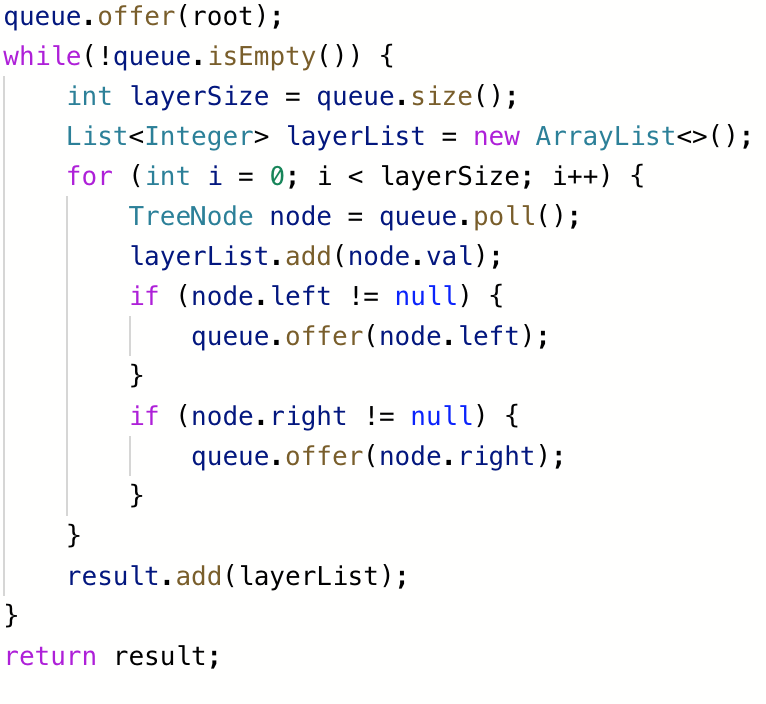 queue.offer(root);
while(!queue.isEmpty()) {
    int layerSize = queue.size();
    List<Integer> layerList = new ArrayList<>();
    for (int i = 0; i < layerSize; i++) {
        TreeNode node = queue.poll();
        layerList.add(node.val);
        if (node.left != null) {
            queue.offer(node.left);
        }
        if (node.right != null) {
            queue.offer(node.right);
        }
    }
    result.add(layerList);
}
return result;